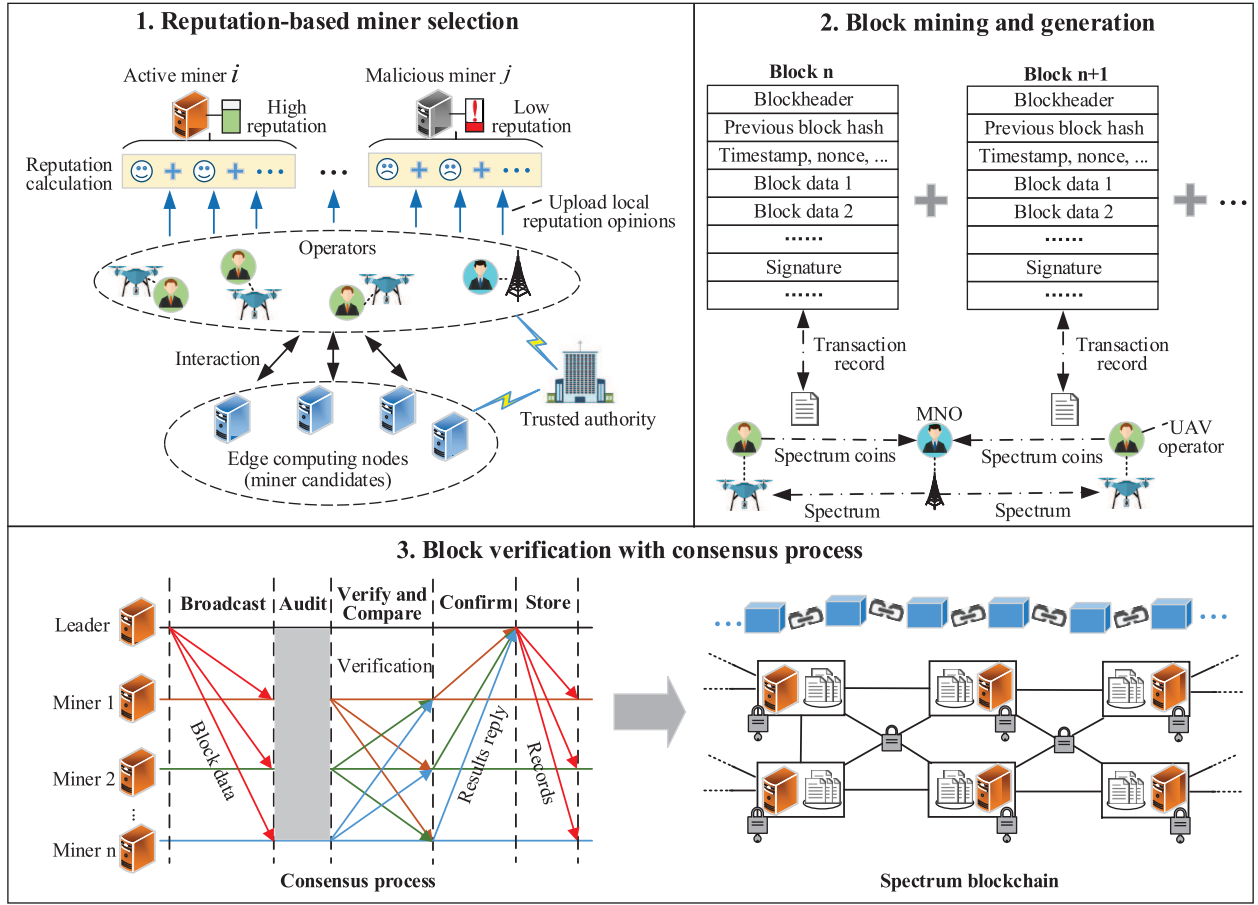 1. Reputation-based miner selection
Active miner i
Malicious miner j
High
reputation
Low
reputation
Reputation
calculation
...
...
...
Upload local
reputation opinions
Operators
Interaction
Trusted authority
Edge computing nodes
(miner candidates)
2. Block mining and generation
Block n
Blockheader
Previous block hash
Timestamp, nonce, ...
Block data 1
Block data 2
......
Signature
......
Block n+1
Blockheader
Previous block hash
Timestamp, nonce, ...
Block data 1
Block data 2
......
Signature
......
...
Transaction
record
Transaction
record
MNO
UAV
operator
Spectrum coins
Spectrum coins
Spectrum
Spectrum
3. Block verification with consensus process
Broadcast
Audit
Verify and
Compare
Confirm
Store
Leader
Miner 1
Miner 2
...
Miner n
Verification
Block data
Results reply
Records
Consensus process
...
...
Spectrum blockchain